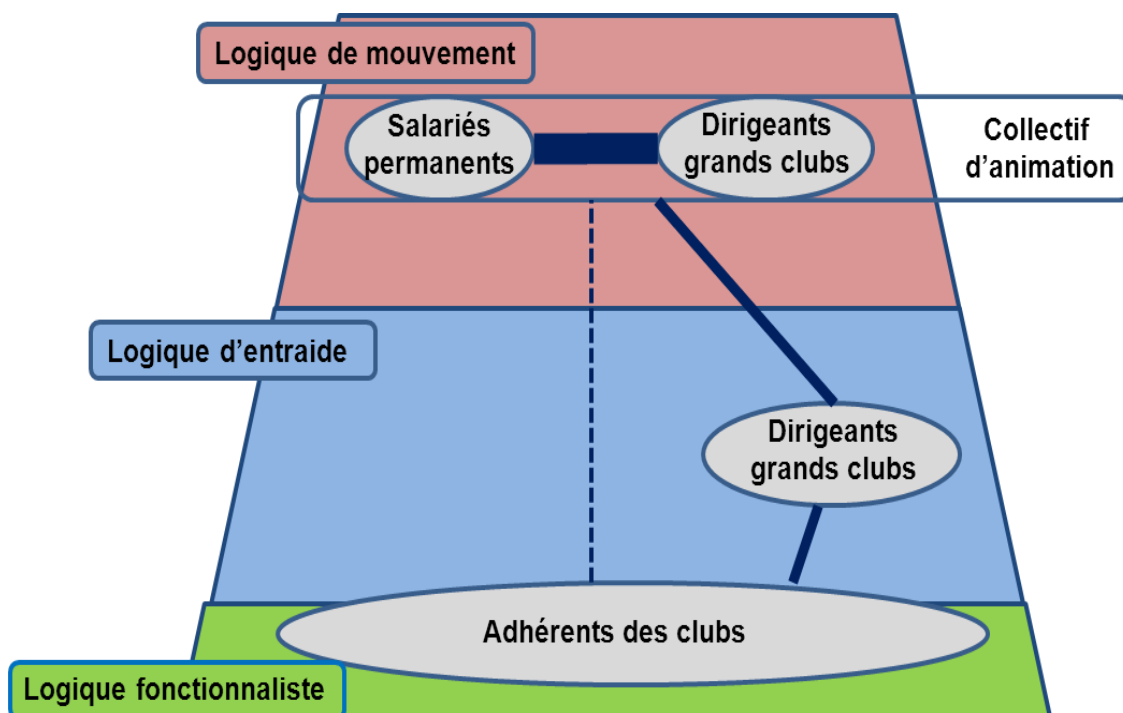 Logique de mouvement
Salariés
permanents
Dirigeants
grands clubs
Collectif
d’animation
Logique d’entraide
Dirigeants
grands clubs
Adhérents des clubs
Logique fonctionnaliste